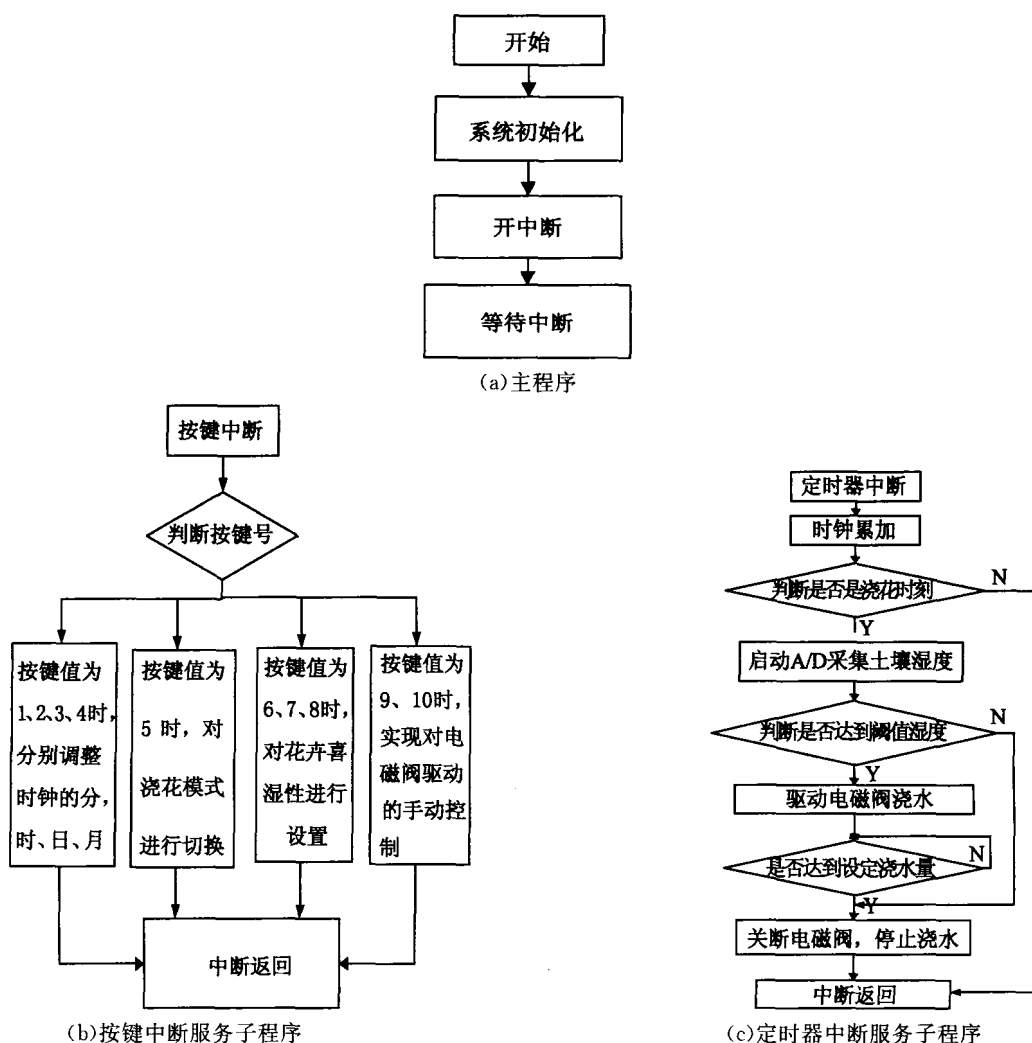 开始
系统初始化
开中断
等待中断
(a)主程序
按键中断
判断按键号
按键值为
1、2、3、4时，
分别调整
时钟的分，
时、日、月
按键值为
5 时，对
浇花模式
进行切换
按键值为
6、7、8时，
对花卉喜
湿性进行
设置
按键值为
9、10时，
实现对电
磁阀驱动
的手动控
制
中断返回
(b)按键中断服务子程序
定时器中断
时钟累加
判断是否是浇花时刻
N
Y
启动A/D采集土壤湿度
判断是否达到阈值湿度
N
Y
驱动电磁阀浇水
是否达到设定浇水量
N
Y
关断电磁阀，停止浇水
中断返回
(c)定时器中断服务子程序